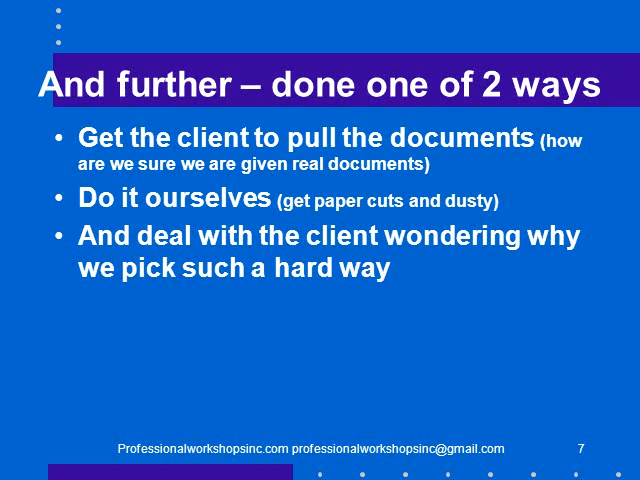 And further – done one of 2 ways
• Get the client to pull the documents (how
are we sure we are given real documents)
• Do it ourselves (get paper cuts and dusty)
• And deal with the client wondering why
we pick such a hard way
Professionalworkshopsinc.com professionalworkshopsinc@gmail.com 7